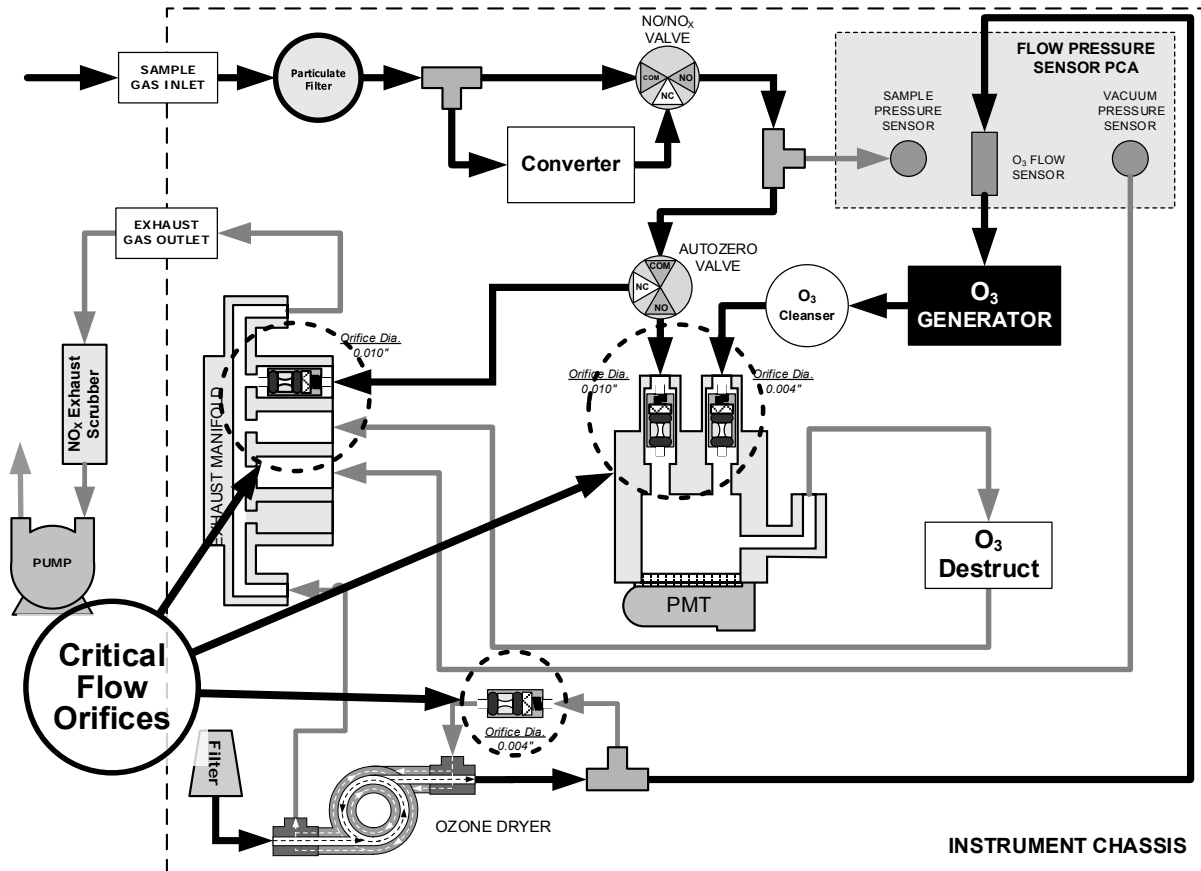 NO/NOX
VALVE
COM
NO
NC
SAMPLE
GAS INLET
Particulate
Filter
Converter
FLOW PRESSURE
SENSOR PCA
SAMPLE
PRESSURE
SENSOR
O3 FLOW
SENSOR
VACUUM
PRESSURE
SENSOR
EXHAUST
GAS OUTLET
AUTOZERO
VALVE
COM
NC
NO
O3
Cleanser
O3
GENERATOR
Orifice Dia.
0.010"
Orifice Dia.
0.010"
Orifice Dia.
0.004"
NOX Exhaust
Scrubber
EXHAUST MANIFOLD
PUMP
O3
Destruct
PMT
Critical
Flow
Orifices
Orifice Dia.
0.004"
Filter
OZONE DRYER
INSTRUMENT CHASSIS